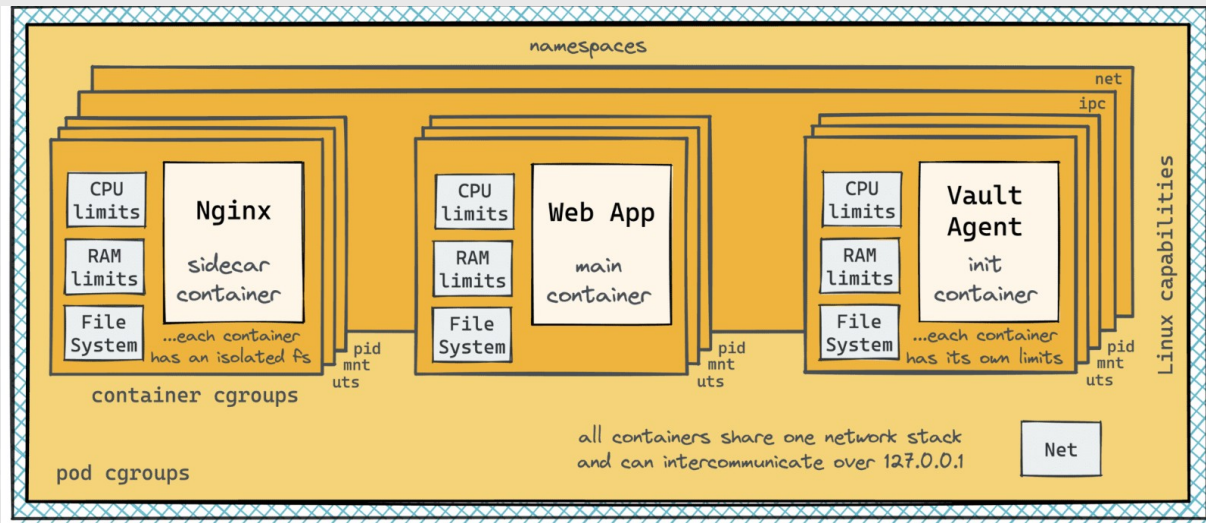 namespaces
net
ipc
CPU
limits
RAM
limits
File
System
Nginx
sidecar
container
...each container
has an isolated fs
pid
mnt
uts
container cgroups
CPU
limits
RAM
limits
File
System
Web App
main
container
pid
mnt
uts
CPU
limits
RAM
limits
File
System
Vault
Agent
init
container
...each container
has its own limits
pid
mnt
uts
Linux capabilities
all containers share one network stack
and can intercommunicate over 127.0.0.1
Net
pod cgroups